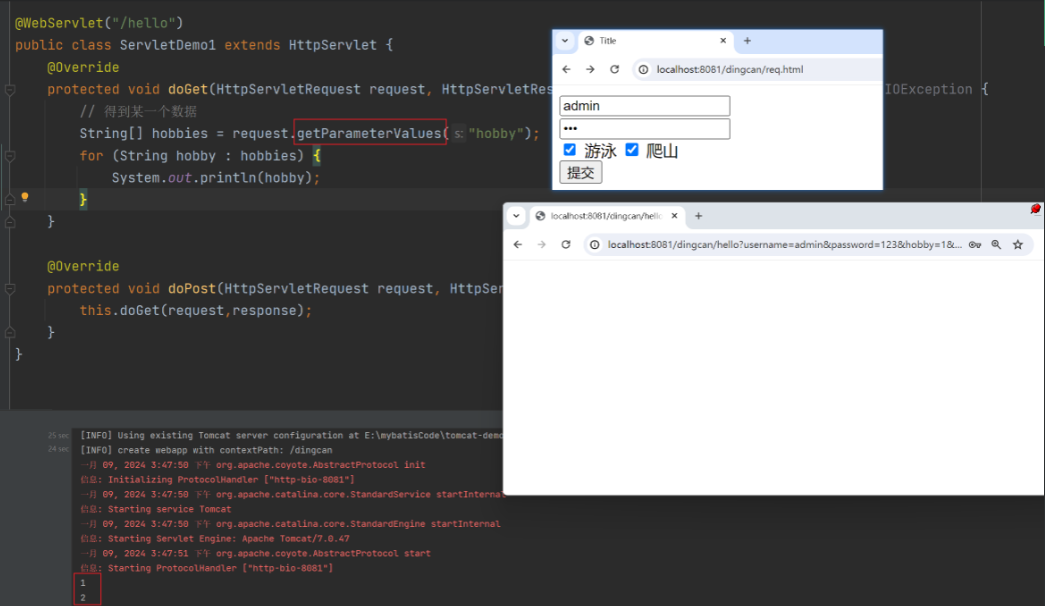 @WebServlet("/hello")
public class ServletDemo1 extends HttpServlet {
@Override
protected void doGet(HttpServletRequest request, HttpServletRes
IOException {
// 得到某一个数据
String[] hobbies = request.getParameterValues( s: "hobby");
for (String hobby : hobbies) {
System.out.println(hobby);
}
}
@Override
protected void doPost(HttpServletRequest request, HttpSer
this.doGet(request,response);
}
}
Title
localhost:8081/dingcan/req.html
admin
•••
游泳 爬山
提交
localhost:8081/dingcan/hello
localhost:8081/dingcan/hello?username=admin&password=123&hobby=1&...
25 sec [INFO] Using existing Tomcat server configuration at E:\mybatisCode\tomcat-demo
24 sec [INFO] create webapp with contextPath: /dingcan
一月 09, 2024 3:47:50 下午 org.apache.coyote.AbstractProtocol init
信息: Initializing ProtocolHandler ["http-bio-8081"]
一月 09, 2024 3:47:50 下午 org.apache.catalina.core.StandardService startInternal
信息: Starting service Tomcat
一月 09, 2024 3:47:50 下午 org.apache.catalina.core.StandardEngine startInternal
信息: Starting Servlet Engine: Apache Tomcat/7.0.47
一月 09, 2024 3:47:51 下午 org.apache.coyote.AbstractProtocol start
信息: Starting ProtocolHandler ["http-bio-8081"]
1
2